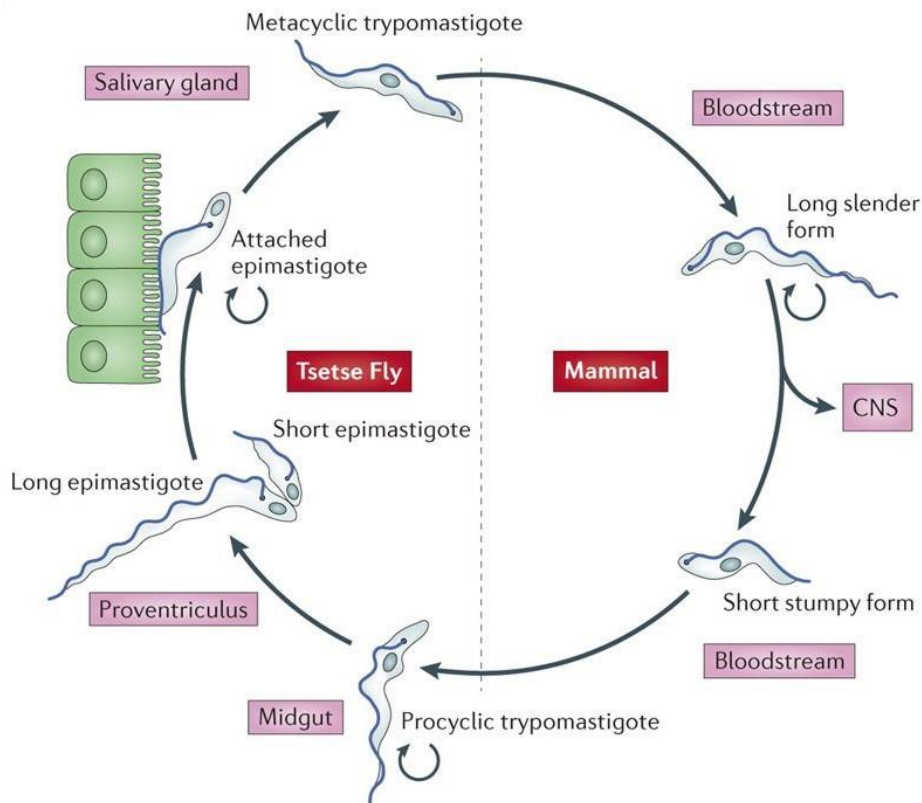 Metacyclic trypomastigote
Salivary gland
Bloodstream
Long slender
form
Attached
epimastigote
Tsetse Fly
Mammal
CNS
Short epimastigote
Long epimastigote
Proventriculus
Short stumpy form
Bloodstream
Midgut
Procyclic trypomastigote